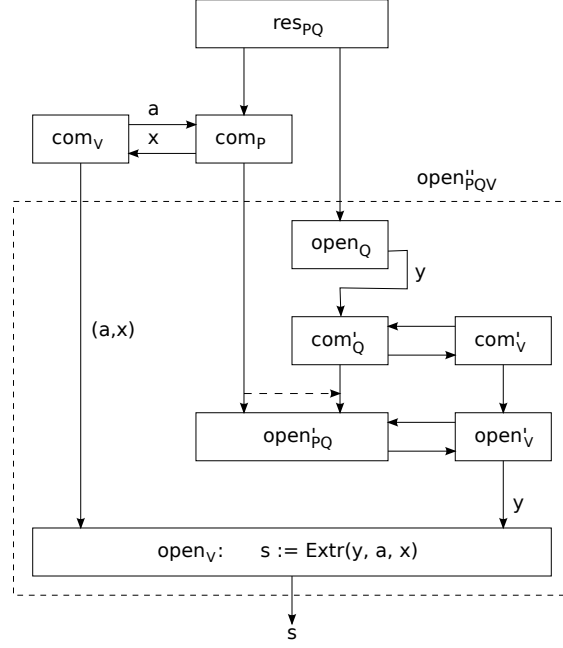 res_PQ
a
com_V
x
com_P
open''_PQV
open_Q
y
(a,x)
com'_Q
com'_V
open'_PQ
open'_V
y
open_V: s := Extr(y, a, x)
s